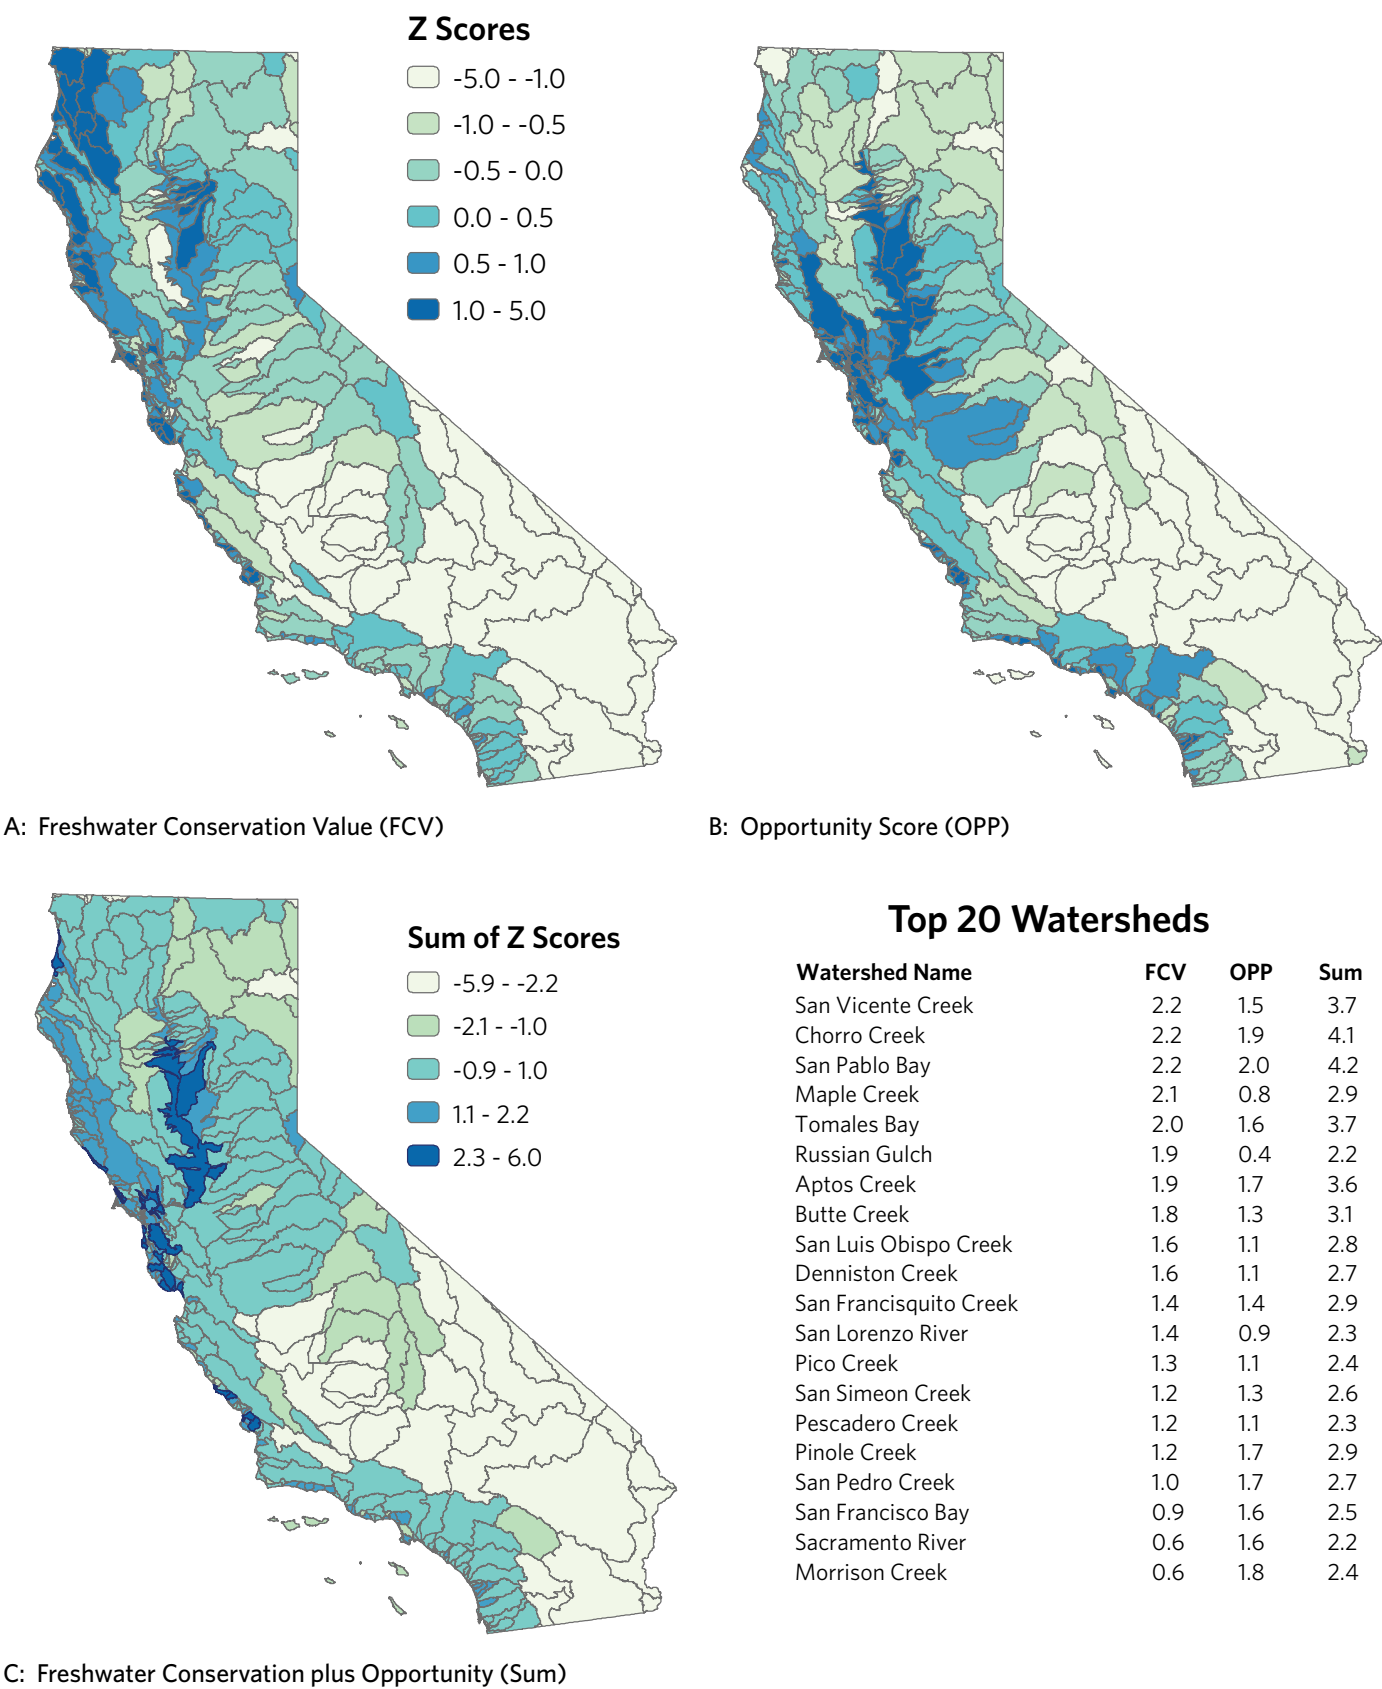 Z Scores
-5.0 - -1.0
-1.0 - -0.5
-0.5 - 0.0
0.0 - 0.5
0.5 - 1.0
1.0 - 5.0
A: Freshwater Conservation Value (FCV)
B: Opportunity Score (OPP)
Sum of Z Scores
-5.9 - -2.2
-2.1 - -1.0
-0.9 - 1.0
1.1 - 2.2
2.3 - 6.0
Top 20 Watersheds
Watershed Name FCV OPP Sum
San Vicente Creek 2.2 1.5 3.7
Chorro Creek 2.2 1.9 4.1
San Pablo Bay 2.2 2.0 4.2
Maple Creek 2.1 0.8 2.9
Tomales Bay 2.0 1.6 3.7
Russian Gulch 1.9 0.4 2.2
Aptos Creek 1.9 1.7 3.6
Butte Creek 1.8 1.3 3.1
San Luis Obispo Creek 1.6 1.1 2.8
Denniston Creek 1.6 1.1 2.7
San Francisquito Creek 1.4 1.4 2.9
San Lorenzo River 1.4 0.9 2.3
Pico Creek 1.3 1.1 2.4
San Simeon Creek 1.2 1.3 2.6
Pescadero Creek 1.2 1.1 2.3
Pinole Creek 1.2 1.7 2.9
San Pedro Creek 1.0 1.7 2.7
San Francisco Bay 0.9 1.6 2.5
Sacramento River 0.6 1.6 2.2
Morrison Creek 0.6 1.8 2.4
C: Freshwater Conservation plus Opportunity (Sum)